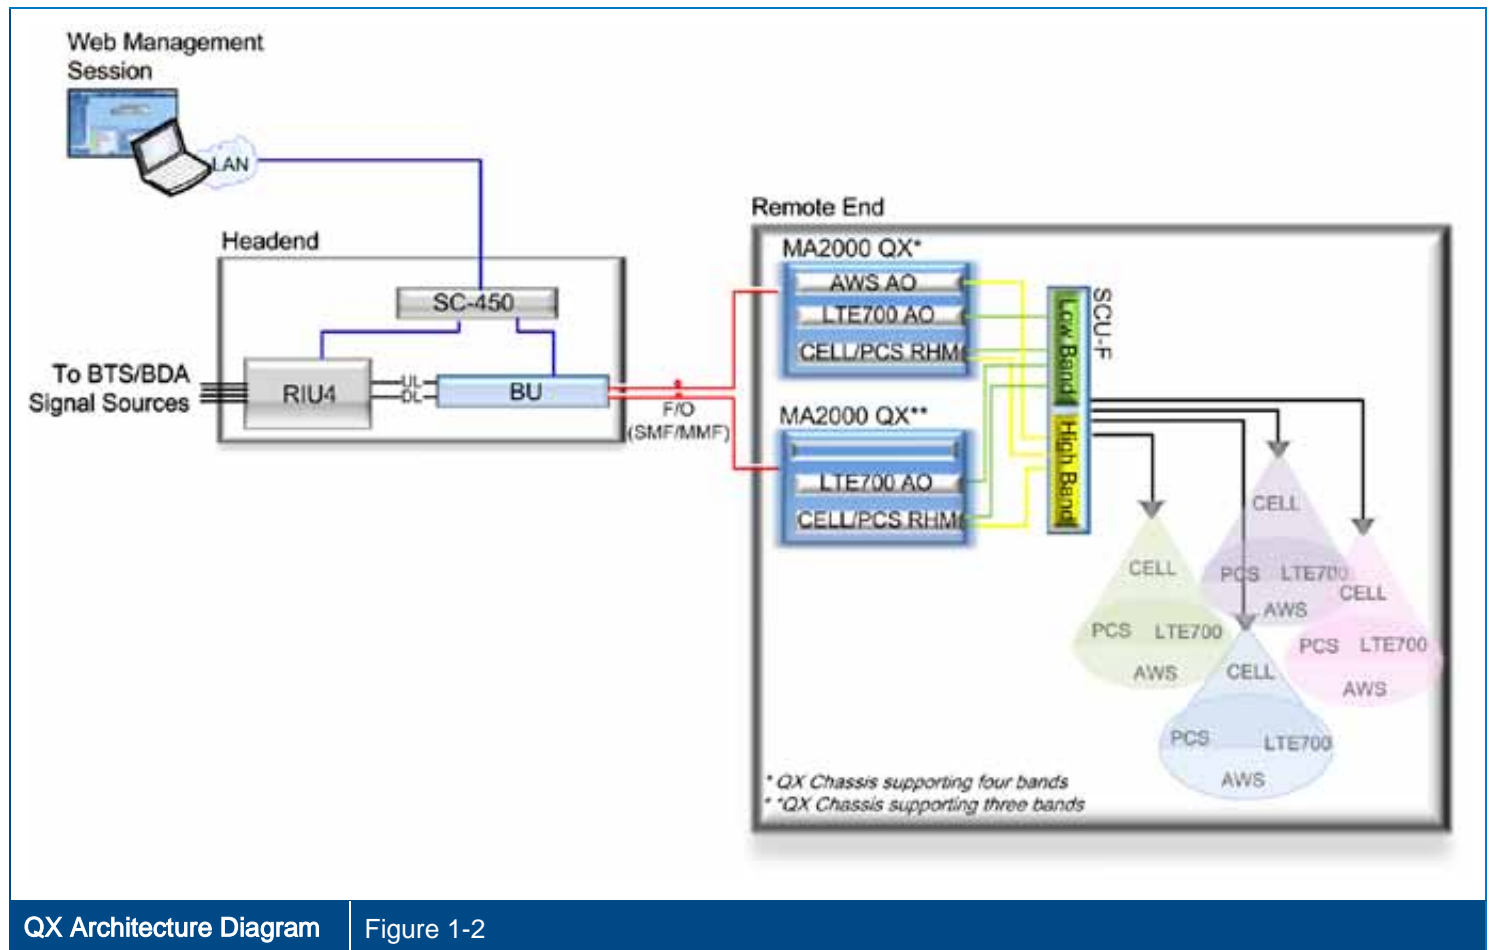 Web Management
Session
LAN
Headend
SC-450
To BTS/BDA
Signal Sources
RIU4
UL
DL
BU
F/O
(SMF/MMF)
Remote End
MA2000 QX*
AWS AO
LTE700 AO
CELL/PCS RHM
MA2000 QX**
LTE700 AO
CELL/PCS RHM
SCU-F
Low Band
High Band
CELL
PCS LTE700
AWS
CELL
PCS LTE700
AWS
CELL
PCS LTE700
AWS
CELL
PCS LTE700
AWS
* QX Chassis supporting four bands
* *QX Chassis supporting three bands
QX Architecture Diagram
Figure 1-2